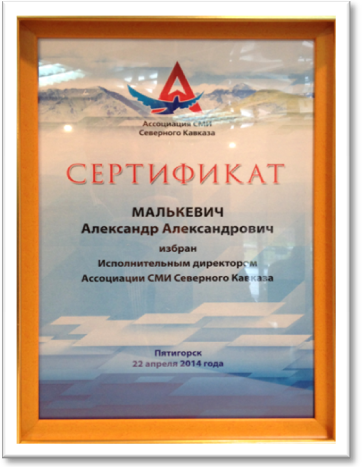 Ассоциация СМИ
Северного Кавказа
СЕРТИФИКАТ
МАЛЬКЕВИЧ
Александр Александрович
избран
Исполнительным директором
Ассоциации СМИ Северного Кавказа
Пятигорск
22 апреля 2014 года